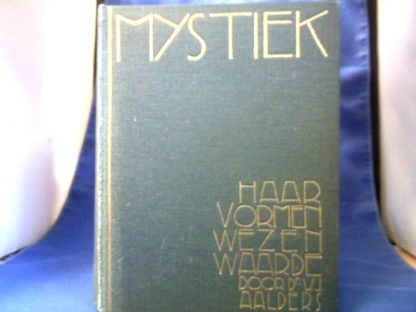 MYSTIEK
HAAR
VORMEN
WEZEN
WAARDE
DOOR Dr W.J.
AALDERS